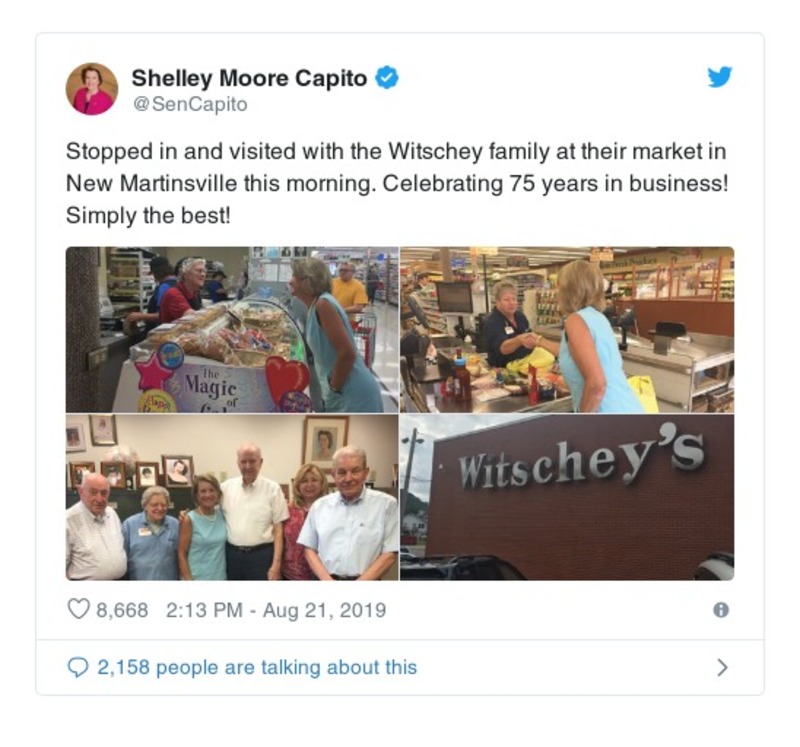 Shelley Moore Capito
@SenCapito
Stopped in and visited with the Witschey family at their market in
New Martinsville this morning. Celebrating 75 years in business!
Simply the best!
The
Magic
of
Witschey's
8,668 2:13 PM - Aug 21, 2019
2,158 people are talking about this